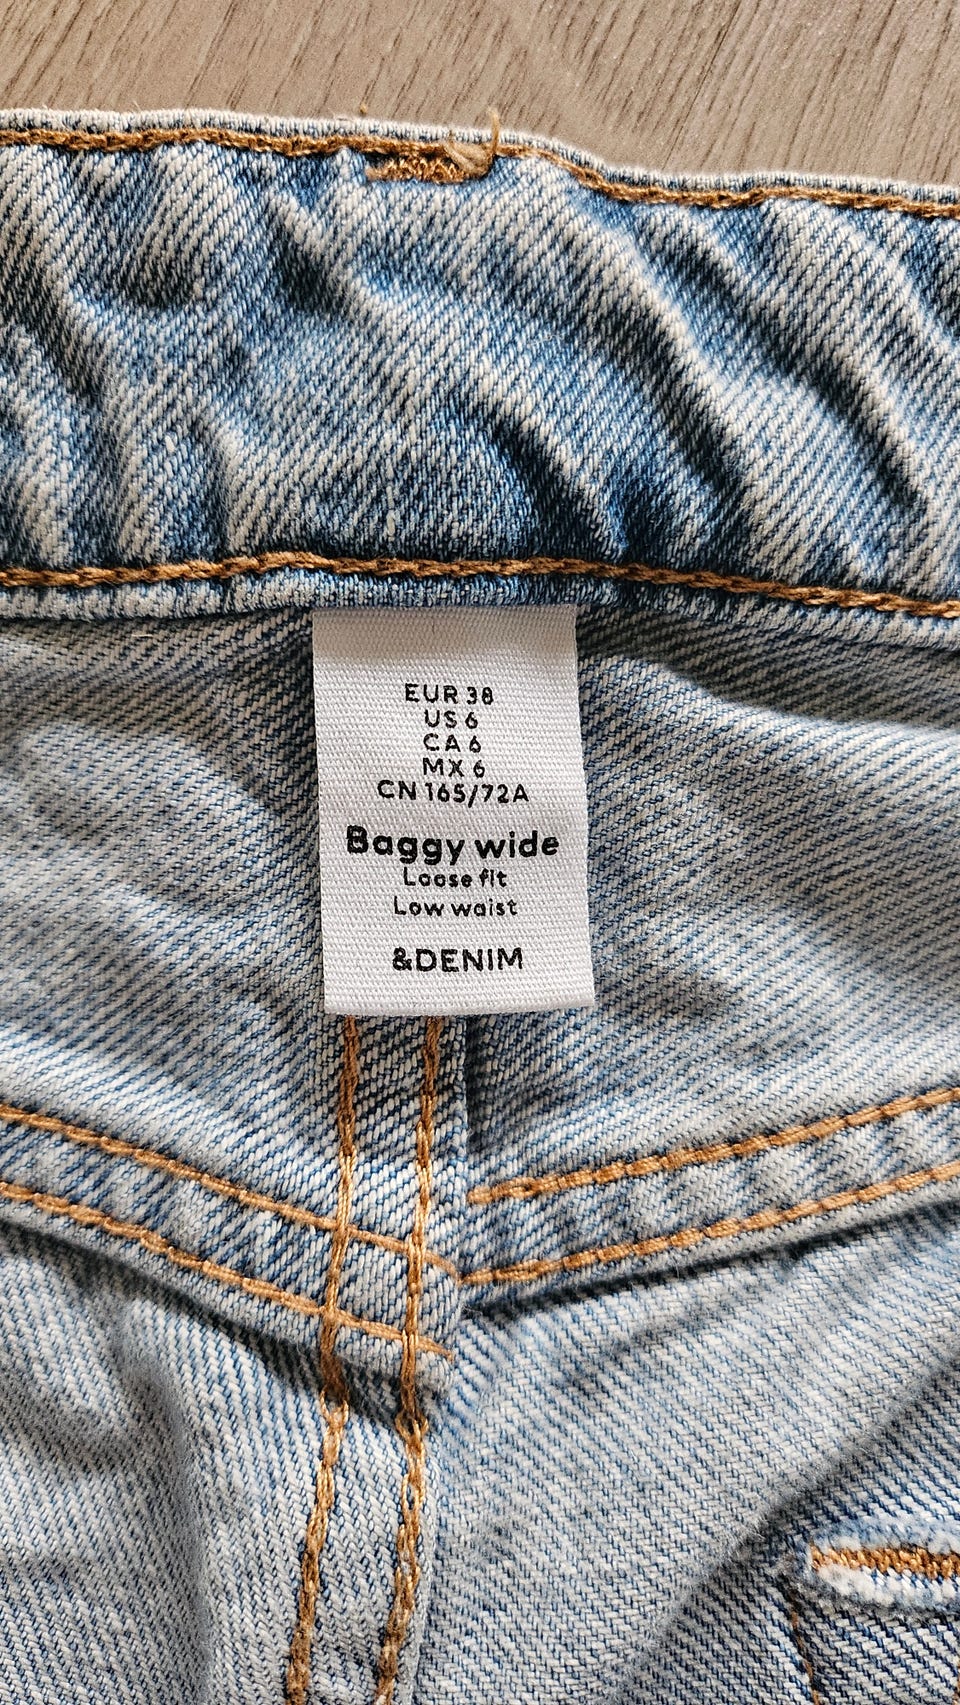 EUR 38
US 6
CA 6
MX 6
CN 165/72A
Baggy wide
Loose fit
Low waist
&DENIM